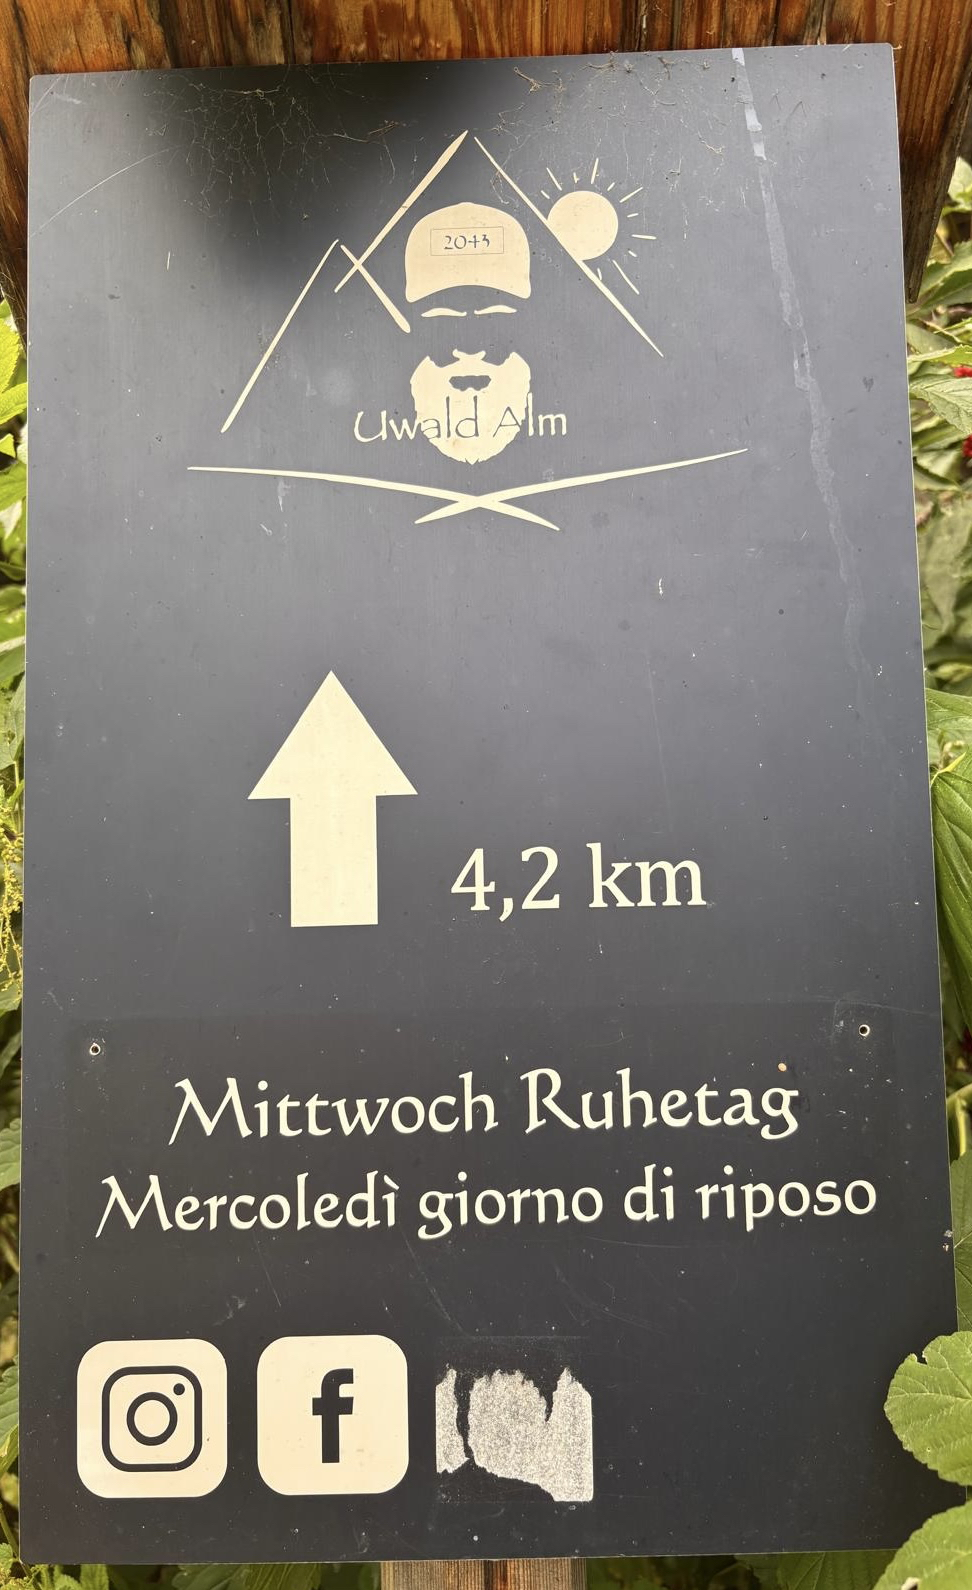 2043
Uwald Alm
4,2 km
Mittwoch Ruhetag
Mercoledì giorno di riposo